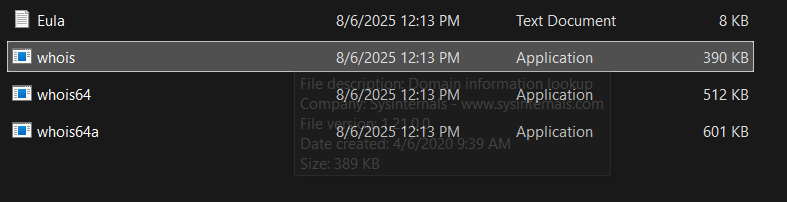 Eula 8/6/2025 12:13 PM Text Document 8 KB
whois 8/6/2025 12:13 PM Application 390 KB
File description: Domain information lookup
whois64 8/6/2025 12:13 PM Application 512 KB
Company: Sysinternals - www.sysinternals.com
File version: 1.21.0.0
whois64a 8/6/2025 12:13 PM Application 601 KB
Date created: 4/6/2020 9:39 AM
Size: 389 KB